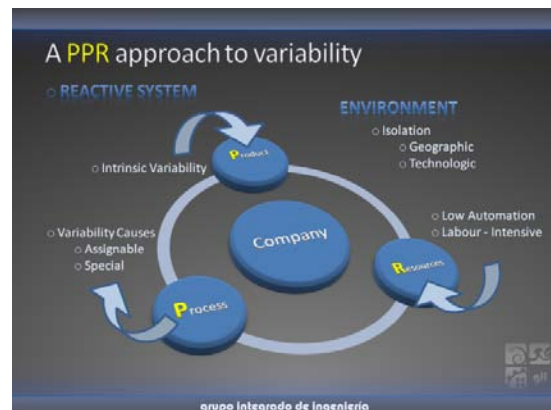 A PPR approach to variability
○ REACTIVE SYSTEM
ENVIRONMENT
○ Isolation
○ Geographic
○ Technologic
Product
○ Intrinsic Variability
○ Low Automation
○ Labour - Intensive
○ Variability Causes
○ Assignable
○ Special
Company
Resources
Process
grupo integrado de ingeniería